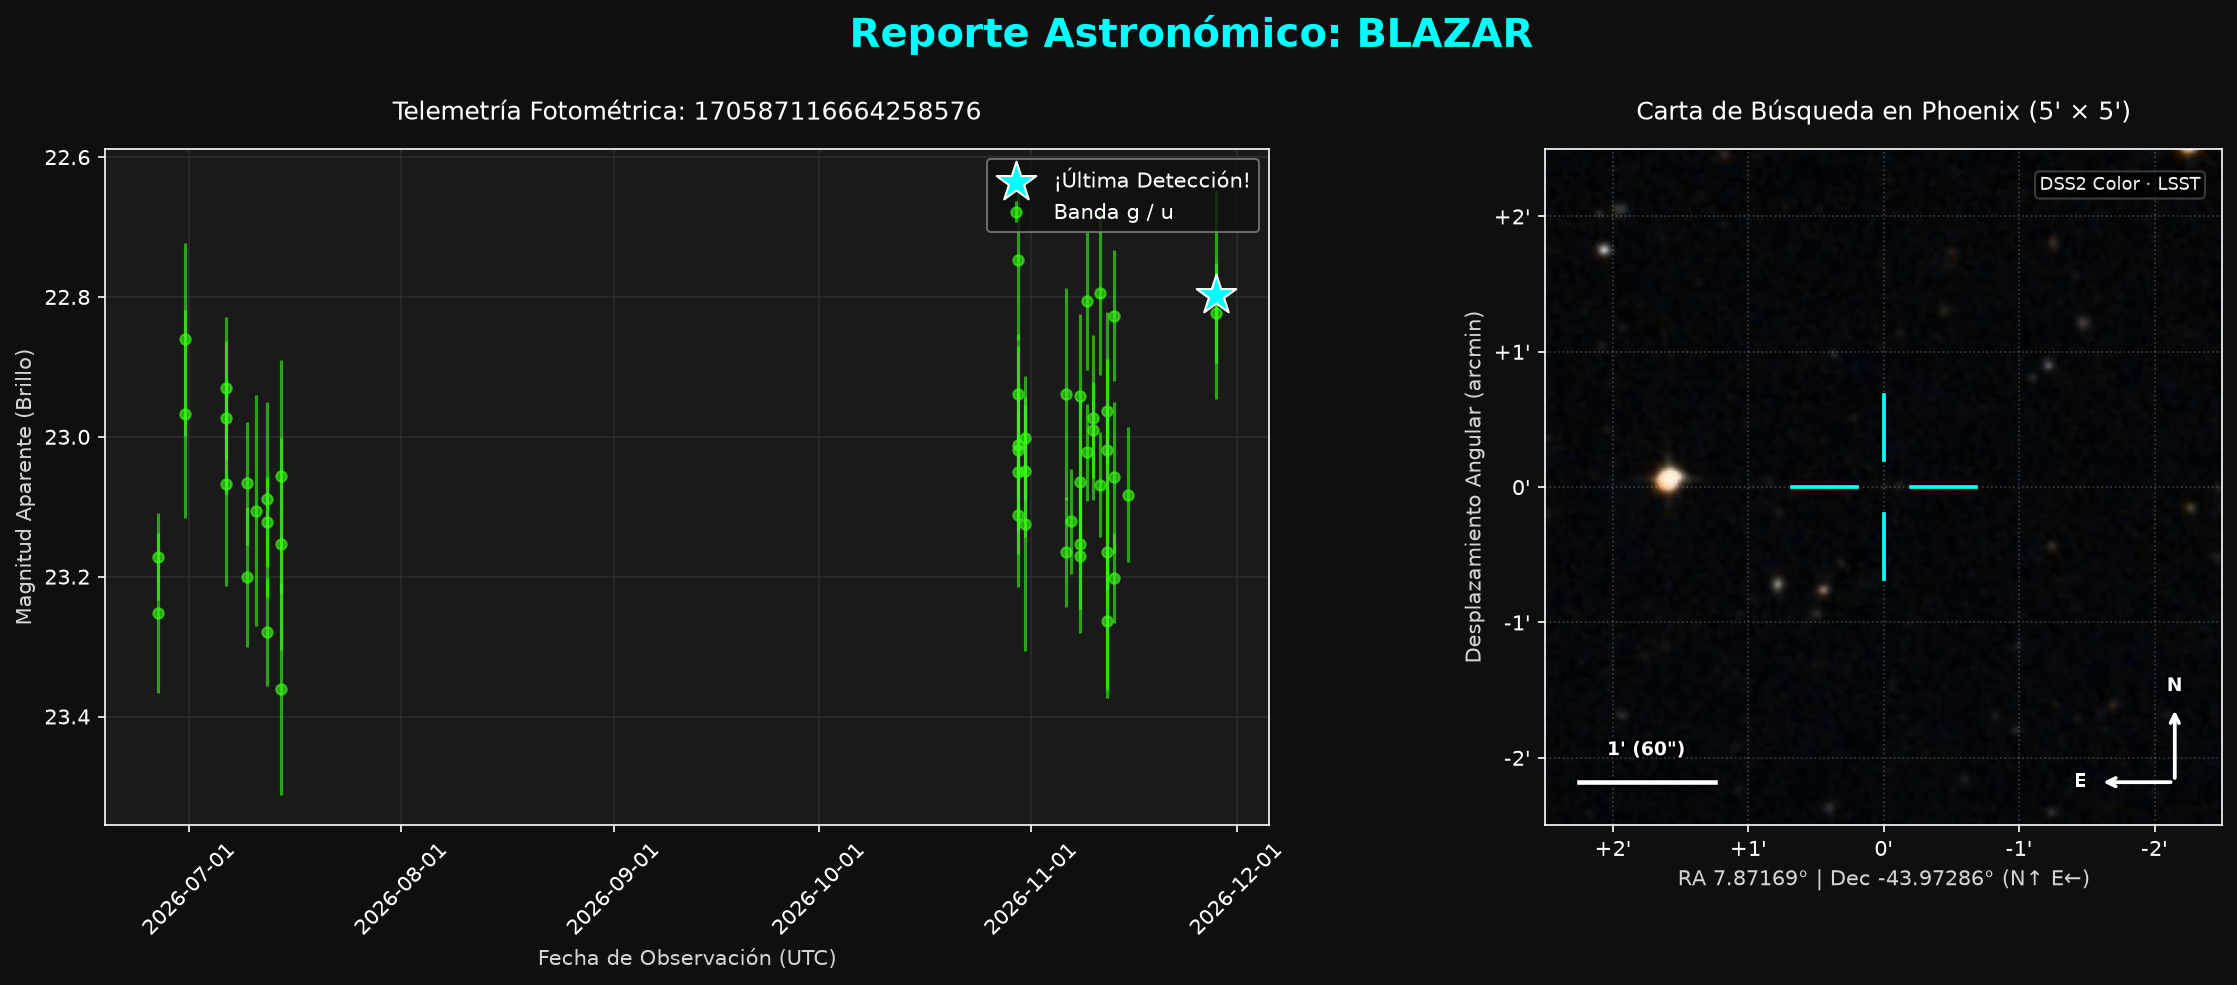 Reporte Astronómico: BLAZAR
Telemetría Fotométrica: 170587116664258576
Magnitud Aparente (Brillo)
22.6
22.8
23.0
23.2
23.4
¡Última Detección!
Banda g / u
2026-07-01
2026-08-01
2026-09-01
2026-10-01
2026-11-01
2026-12-01
Fecha de Observación (UTC)
Carta de Búsqueda en Phoenix (5' × 5')
DSS2 Color · LSST
Desplazamiento Angular (arcmin)
+2'
+1'
0'
-1'
-2'
N
E
1' (60")
+2'
+1'
0'
-1'
-2'
RA 7.87169° | Dec -43.97286° (N↑ E←)